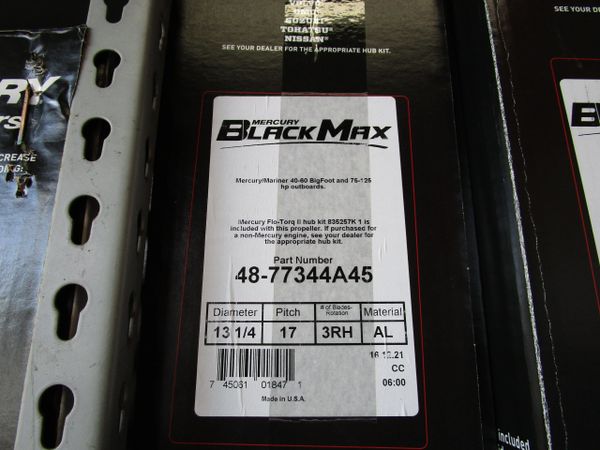 VOLVO®
OMC®
SUZUKI®
TOHATSU®
NISSAN®
SEE YOUR DEALER FOR THE APPROPRIATE HUB KIT.
MERCURY
BLACKMAX
Mercury/Mariner 40-60 BigFoot and 75-125
hp outboards.
Mercury Flo-Torq II hub kit 835257K 1 is
included with this propeller. If purchased for
a non-Mercury engine, see your dealer for
the appropriate hub kit.
Part Number
48-77344A45
Diameter Pitch # of Blades- Rotation Material
13 1/4 17 3RH AL
16.12.21
CC
06:00
7 45061 01847 1
Made in U.S.A.
RY
CREASE
SEE YOUR
B
included